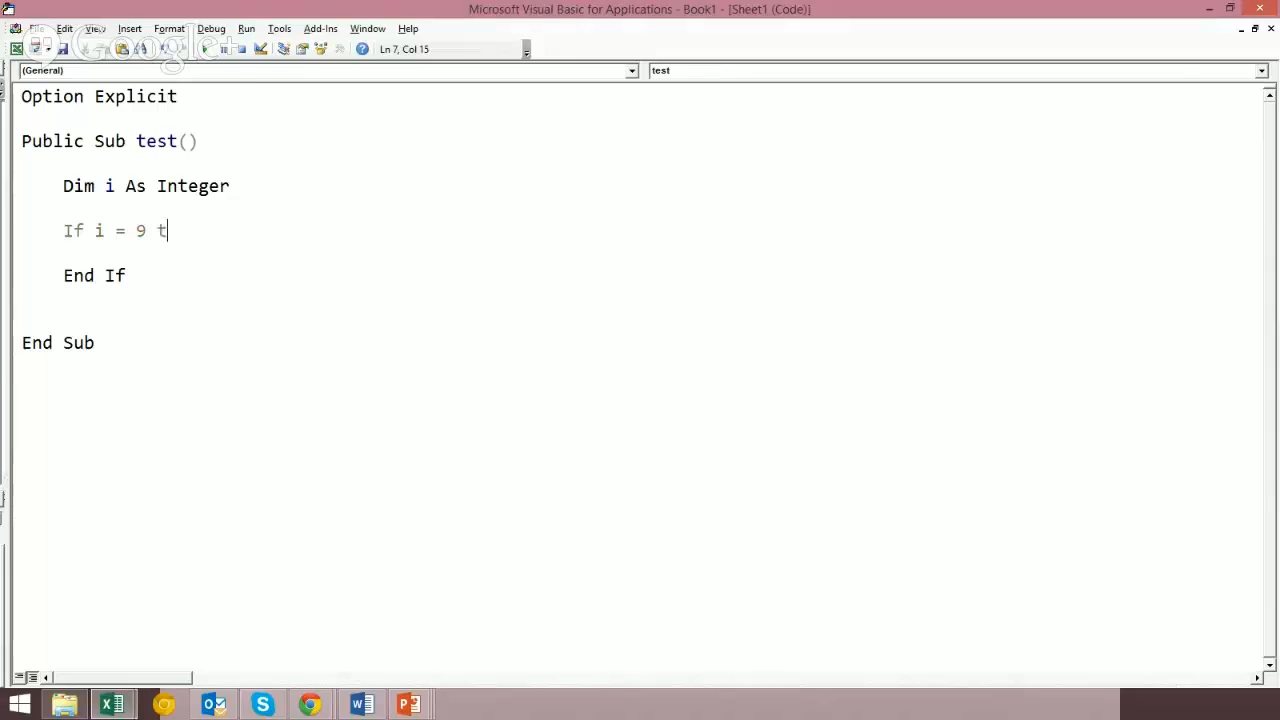 Microsoft Visual Basic for Applications - Book1 - [Sheet1 (Code)]
File Edit View Insert Format Debug Run Tools Add-Ins Window Help
Google+
Ln 7, Col 15
(General) test
Option Explicit
Public Sub test()
Dim i As Integer
If i = 9 t
End If
End Sub